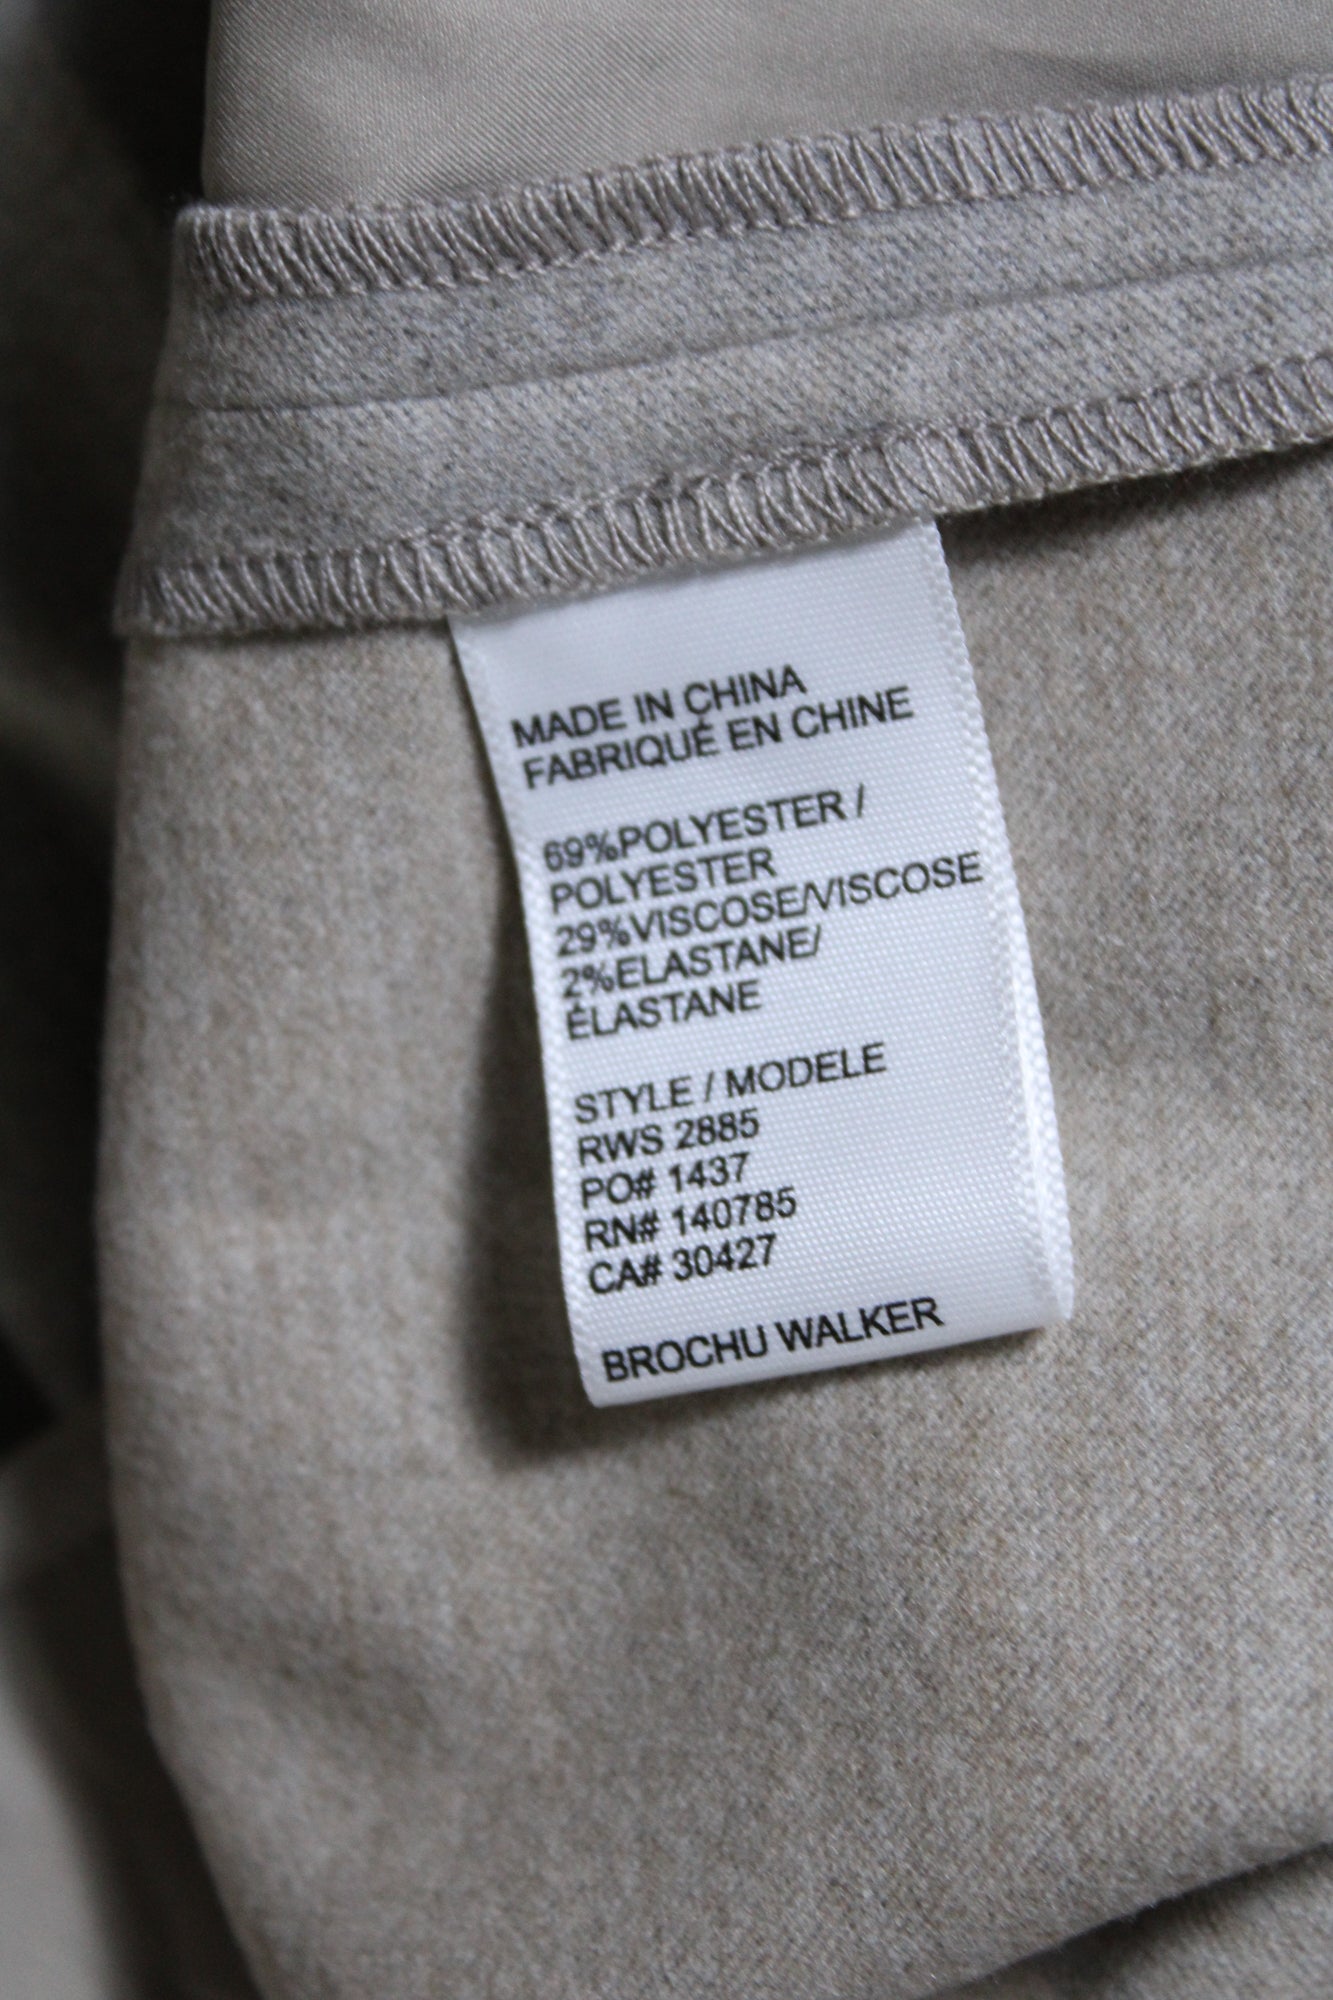 MADE IN CHINA
FABRIQUÉ EN CHINE
69%POLYESTER /
POLYESTER
29%VISCOSE/VISCOSE
2%ELASTANE/
ÉLASTANE
STYLE / MODELE
RWS 2885
PO# 1437
RN# 140785
CA# 30427
BROCHU WALKER